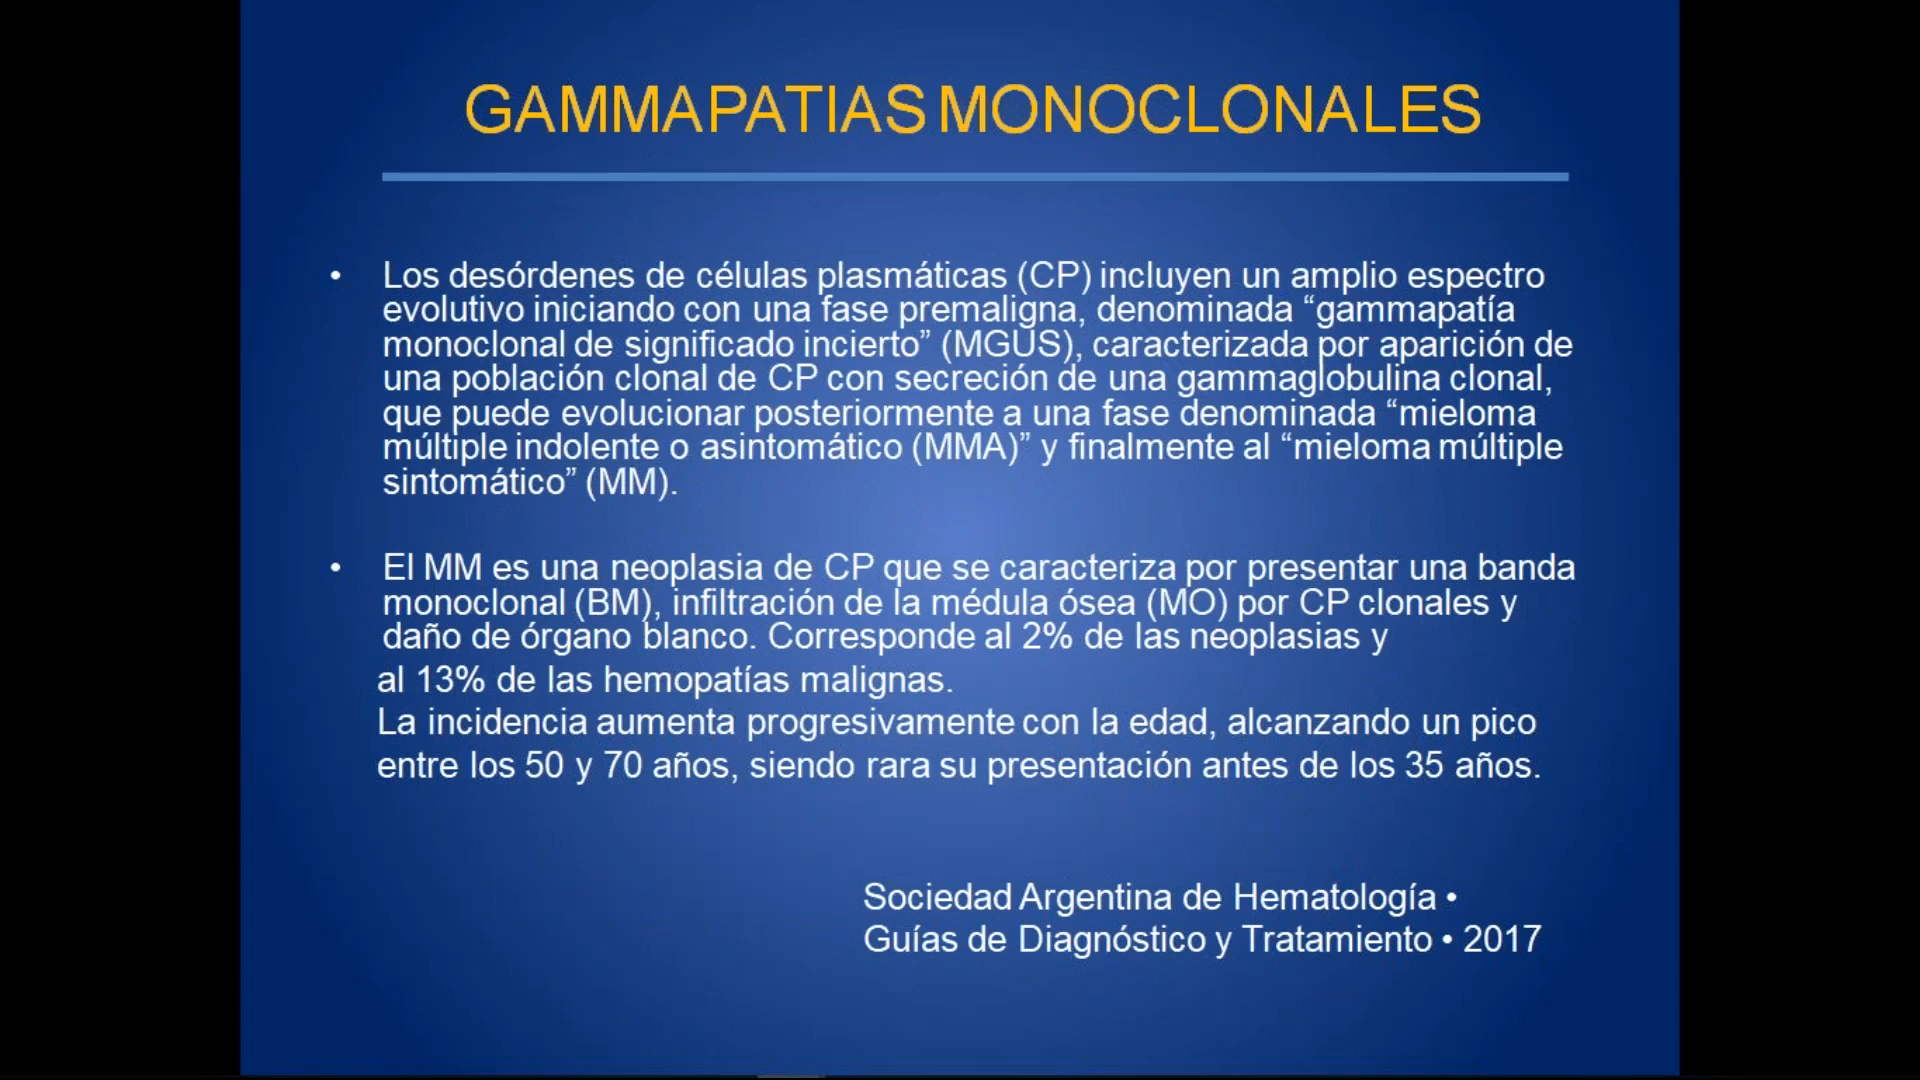 GAMMAPATIAS MONOCLONALES
• Los desórdenes de células plasmáticas (CP) incluyen un amplio espectro
evolutivo iniciando con una fase premaligna, denominada “gammapatía
monoclonal de significado incierto” (MGUS), caracterizada por aparición de
una población clonal de CP con secreción de una gammaglobulina clonal,
que puede evolucionar posteriormente a una fase denominada “mieloma
múltiple indolente o asintomático (MMA)” y finalmente al “mieloma múltiple
sintomático” (MM).
• El MM es una neoplasia de CP que se caracteriza por presentar una banda
monoclonal (BM), infiltración de la médula ósea (MO) por CP clonales y
daño de órgano blanco. Corresponde al 2% de las neoplasias y
al 13% de las hemopatías malignas.
La incidencia aumenta progresivamente con la edad, alcanzando un pico
entre los 50 y 70 años, siendo rara su presentación antes de los 35 años.
Sociedad Argentina de Hematología •
Guías de Diagnóstico y Tratamiento • 2017